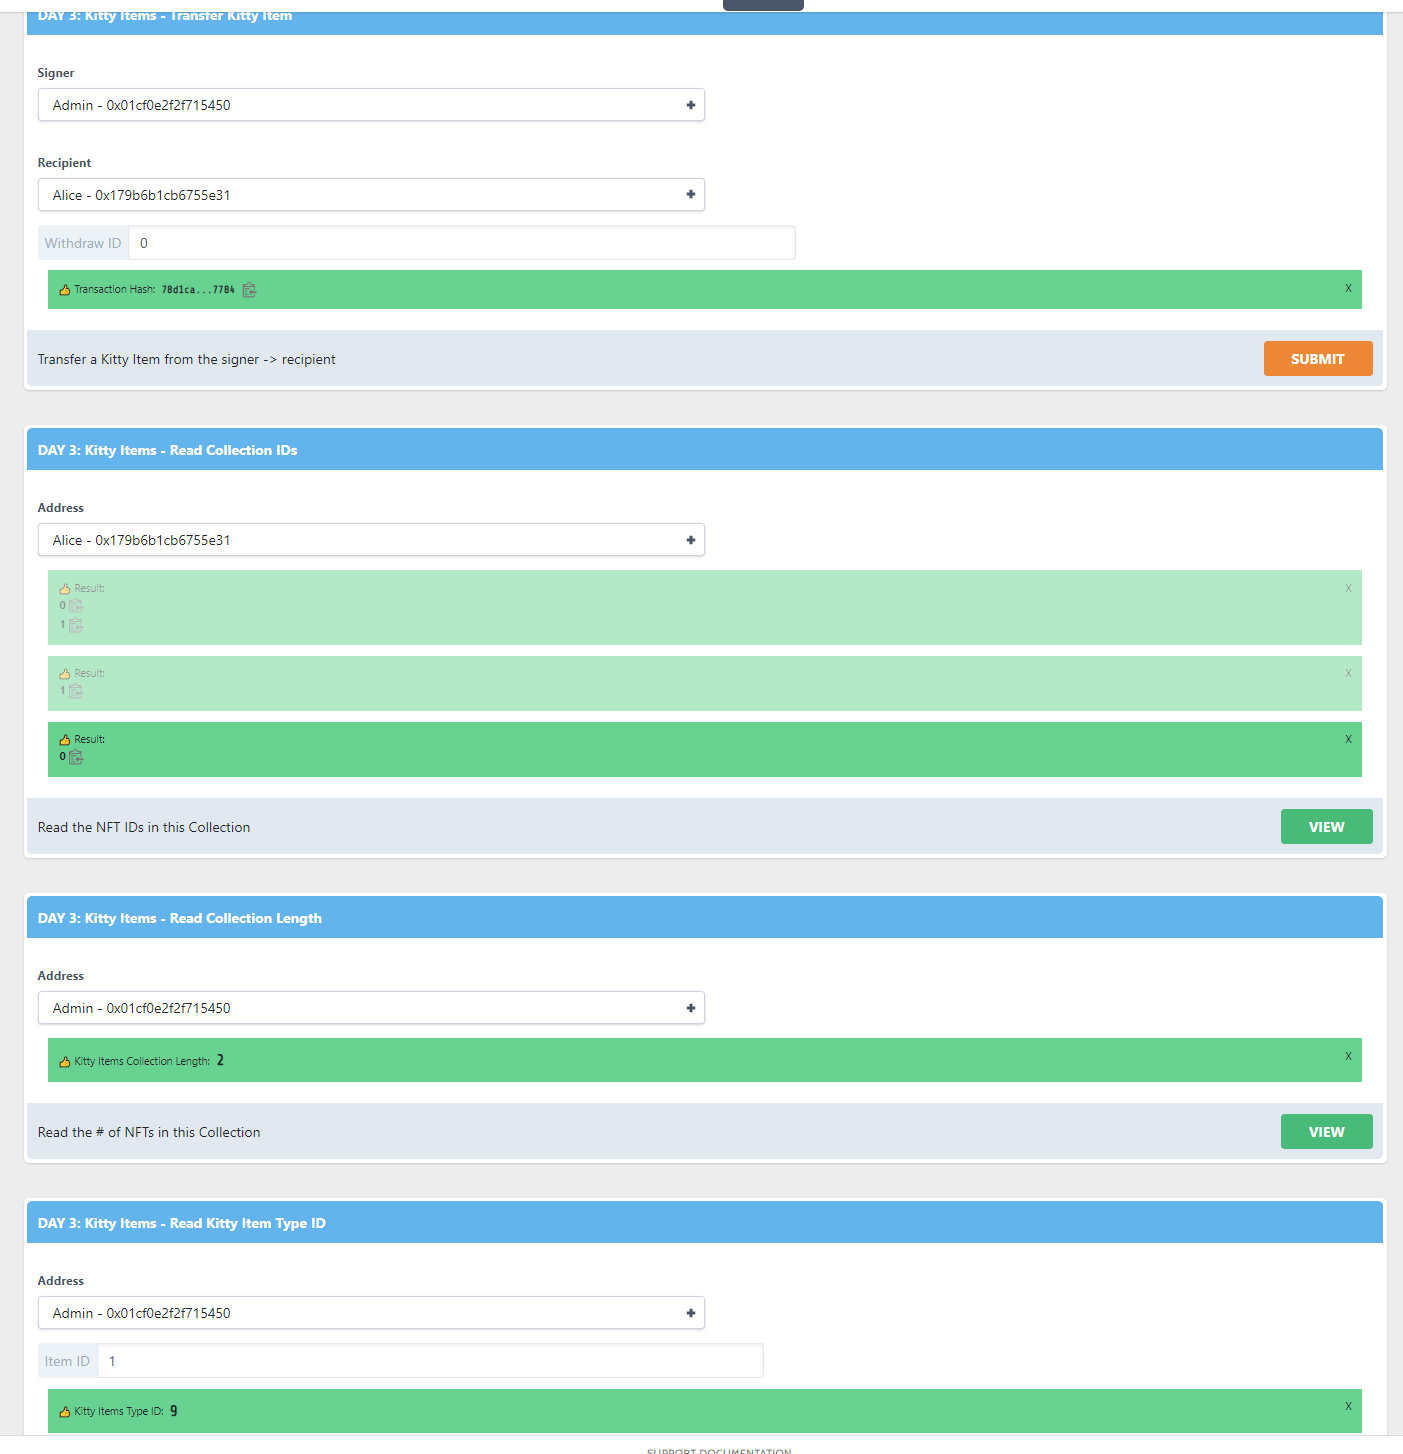 DAY 3: Kitty Items - Transfer Kitty Item
Signer
Admin - 0x01cf0e2f2f715450
Recipient
Alice - 0x179b6b1cb6755e31
Withdraw ID 0
Transaction Hash: 78d1ca...7784
X
Transfer a Kitty Item from the signer -> recipient
SUBMIT
DAY 3: Kitty Items - Read Collection IDs
Address
Alice - 0x179b6b1cb6755e31
Result:
X
0
1
Result:
X
1
Result:
X
0
Read the NFT IDs in this Collection
VIEW
DAY 3: Kitty Items - Read Collection Length
Address
Admin - 0x01cf0e2f2f715450
Kitty Items Collection Length: 2
X
Read the # of NFTs in this Collection
VIEW
DAY 3: Kitty Items - Read Kitty Item Type ID
Address
Admin - 0x01cf0e2f2f715450
Item ID 1
Kitty Items Type ID: 9
X
SUPPORT DOCUMENTATION